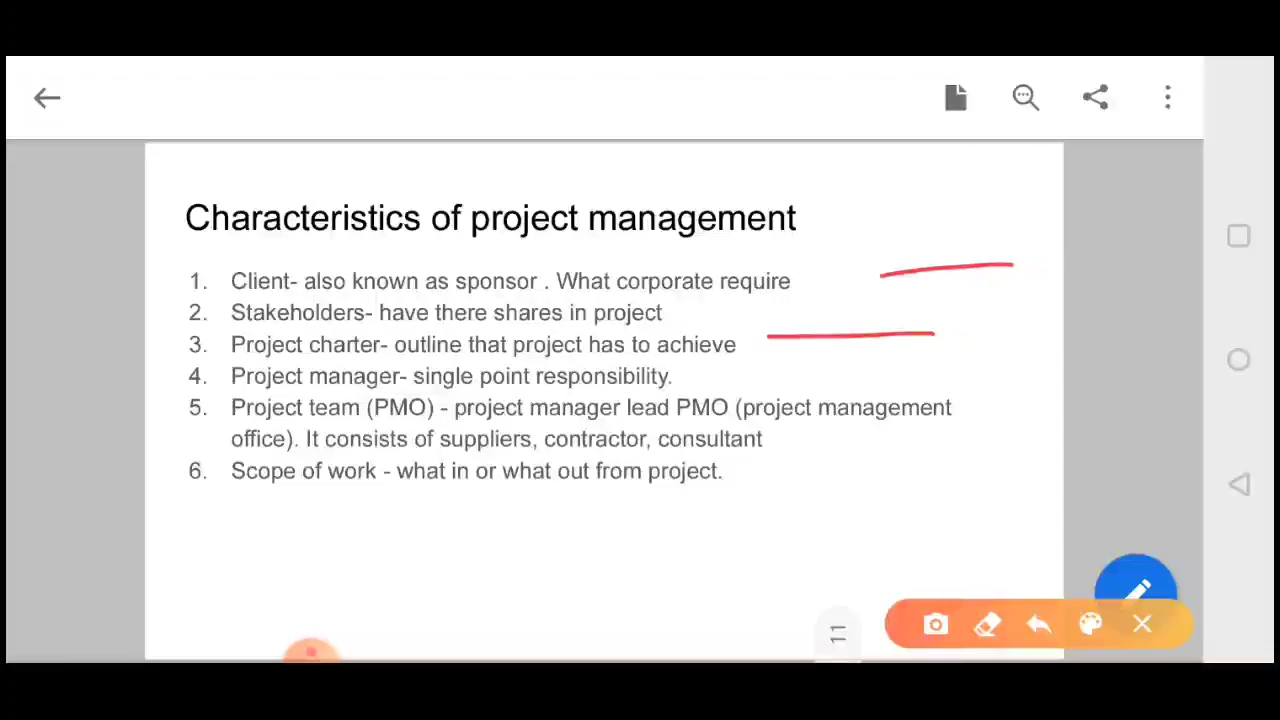 Characteristics of project management
1. Client- also known as sponsor . What corporate require
2. Stakeholders- have there shares in project
3. Project charter- outline that project has to achieve
4. Project manager- single point responsibility.
5. Project team (PMO) - project manager lead PMO (project management
office). It consists of suppliers, contractor, consultant
6. Scope of work - what in or what out from project.